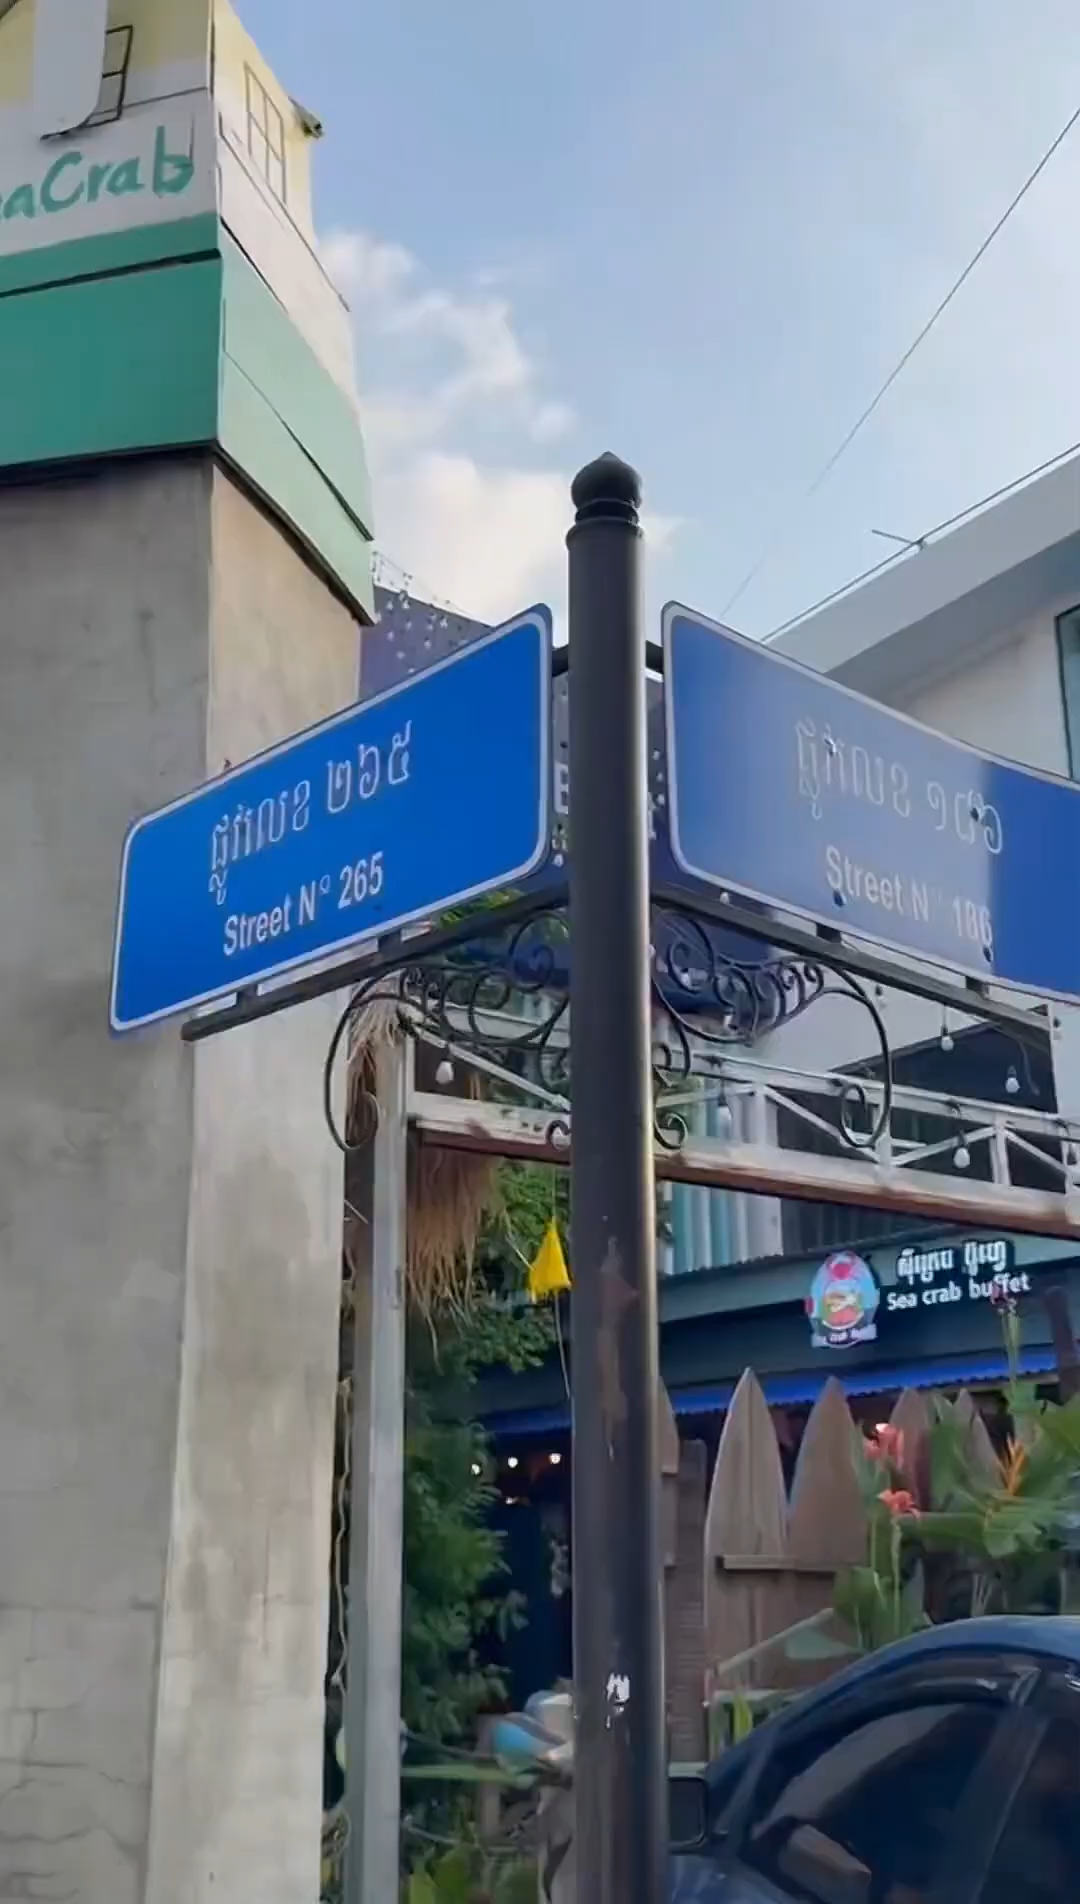 aCrab
ផ្លូវលេខ ២៦៥
Street N° 265
ផ្លូវលេខ ១៨៦
Street N° 186
ស៊ីក្រេប ប៊ូហ្វេ
Sea crab buffet